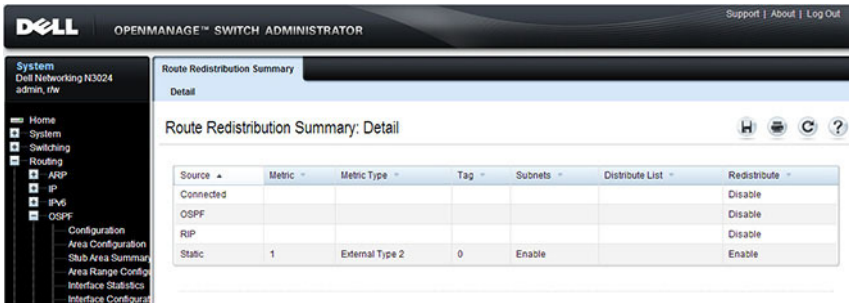 Support | About | Log Out
DELL OPENMANAGE™ SWITCH ADMINISTRATOR
System
Dell Networking N3024
admin, r/w
Route Redistribution Summary
Detail
Home
System
Switching
Routing
ARP
IP
IPv6
OSPF
Configuration
Area Configuration
Stub Area Summary
Area Range Configu
Interface Statistics
Interface Configurat
Route Redistribution Summary: Detail
?
Source Metric Metric Type Tag Subnets Distribute List Redistribute
Connected Disable
OSPF Disable
RIP Disable
Static 1 External Type 2 0 Enable Enable